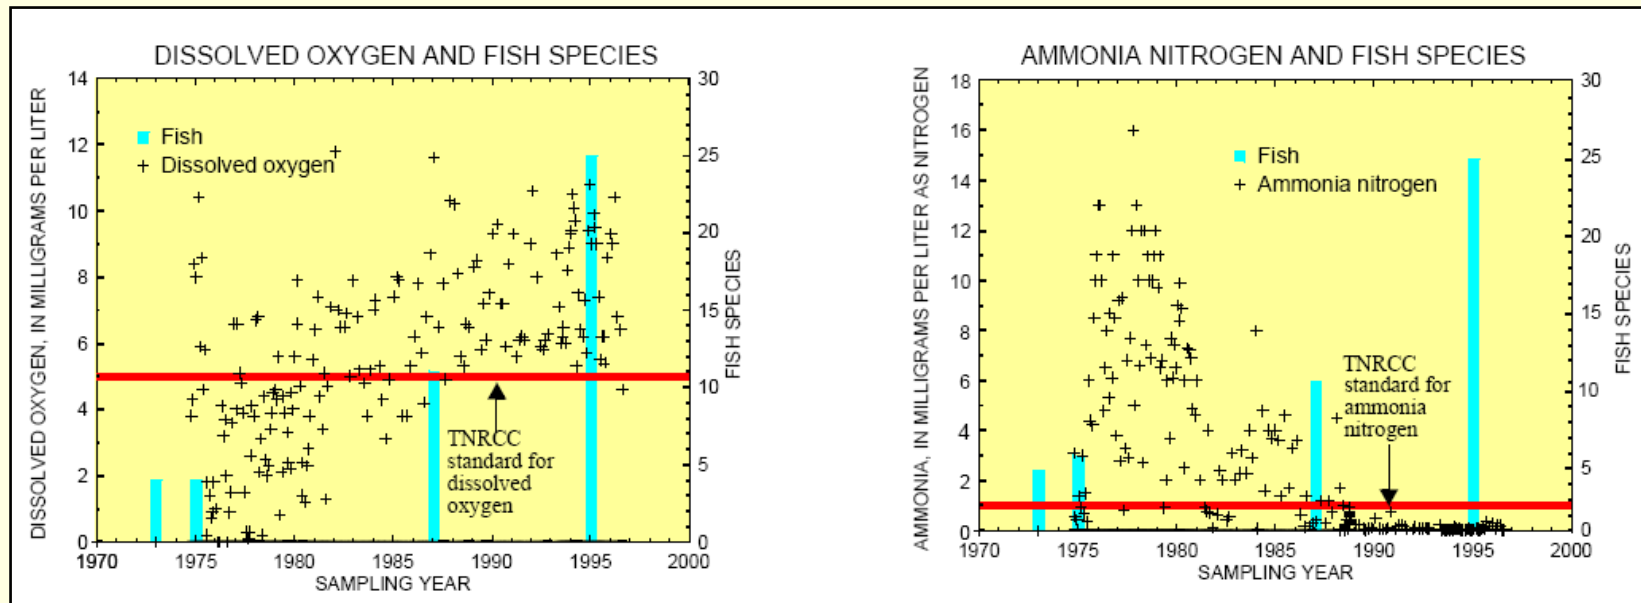 DISSOLVED OXYGEN AND FISH SPECIES
DISSOLVED OXYGEN, IN MILLIGRAMS PER LITER
14
12
10
8
6
4
2
0
Fish
Dissolved oxygen
TNRCC
standard for
dissolved
oxygen
30
25
20
15
10
5
0
FISH SPECIES
1970 1975 1980 1985 1990 1995 2000
SAMPLING YEAR
AMMONIA NITROGEN AND FISH SPECIES
AMMONIA, IN MILLIGRAMS PER LITER AS NITROGEN
18
16
14
12
10
8
6
4
2
0
Fish
Ammonia nitrogen
TNRCC
standard for
ammonia
nitrogen
30
25
20
15
10
5
0
FISH SPECIES
1970 1975 1980 1985 1990 1995 2000
SAMPLING YEAR